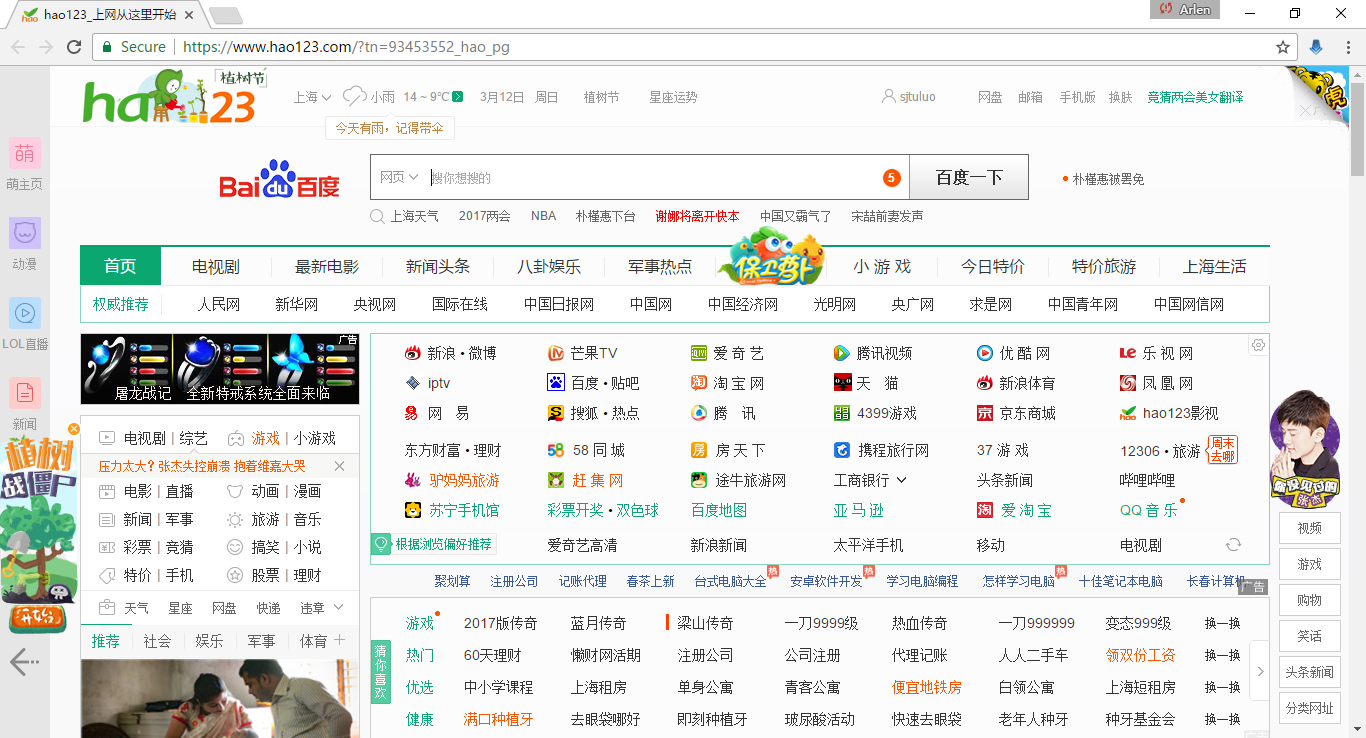 hao123_上网从这里开始
Arlen
Secure https://www.hao123.com/?tn=93453552_hao_pg
hao123 植树节
上海 小雨 14 ~ 9℃ 3月12日 周日 植树节 星座运势 sjtuluo 网盘 邮箱 手机版 换肤 竞猜两会美女翻译
今天有雨，记得带伞
萌
萌主页
动漫
LOL直播
新闻
Bai du 百度 网页 搜你想搜的 5 百度一下 朴槿惠被罢免
上海天气 2017两会 NBA 朴槿惠下台 谢娜将离开快本 中国又霸气了 宋喆前妻发声
首页 电视剧 最新电影 新闻头条 八卦娱乐 军事热点 保卫萝卜 小 游 戏 今日特价 特价旅游 上海生活
权威推荐 人民网 新华网 央视网 国际在线 中国日报网 中国网 中国经济网 光明网 央广网 求是网 中国青年网 中国网信网
广告
屠龙战记 全新特戒系统全面来临
新浪 • 微博 芒果TV 爱 奇 艺 腾讯视频 优 酷 网 乐 视 网
iptv 百度 • 贴吧 淘 宝 网 天 猫 新浪体育 凤 凰 网
网 易 搜狐 • 热点 腾 讯 4399游戏 京东商城 hao123影视
东方财富 • 理财 58 同 城 房 天 下 携程旅行网 37 游 戏 12306 • 旅游 周末去哪
驴妈妈旅游 赶 集 网 途牛旅游网 工商银行 头条新闻 哔哩哔哩
苏宁手机馆 彩票开奖 • 双色球 百度地图 亚 马 逊 爱 淘 宝 QQ 音 乐
根据浏览偏好推荐 爱奇艺高清 新浪新闻 太平洋手机 移动 电视剧
电视剧 | 综艺 游戏 | 小游戏
压力太大？张杰失控崩溃 抱着维嘉大哭
电影 | 直播 动画 | 漫画
新闻 | 军事 旅游 | 音乐
彩票 | 竞猜 搞笑 | 小说
特价 | 手机 股票 | 理财
天气 星座 网盘 快递 违章
推荐 社会 娱乐 军事 体育
植树
战僵尸
开始
聚划算 注册公司 记账代理 春茶上新 台式电脑大全 热 安卓软件开发 热 学习电脑编程 怎样学习电脑 热 十佳笔记本电脑 长春计算机
广告
猜你喜欢
游戏 2017版传奇 蓝月传奇 梁山传奇 一刀9999级 热血传奇 一刀999999 变态999级 换一换
热门 60天理财 懒财网活期 注册公司 公司注册 代理记账 人人二手车 领双份工资 换一换
优选 中小学课程 上海租房 单身公寓 青客公寓 便宜地铁房 白领公寓 上海短租房 换一换
健康 满口种植牙 去眼袋哪好 即刻种植牙 玻尿酸活动 快速去眼袋 老年人种牙 种牙基金会 换一换
你没见过的
张杰
视频
游戏
购物
笑话
头条新闻
分类网址